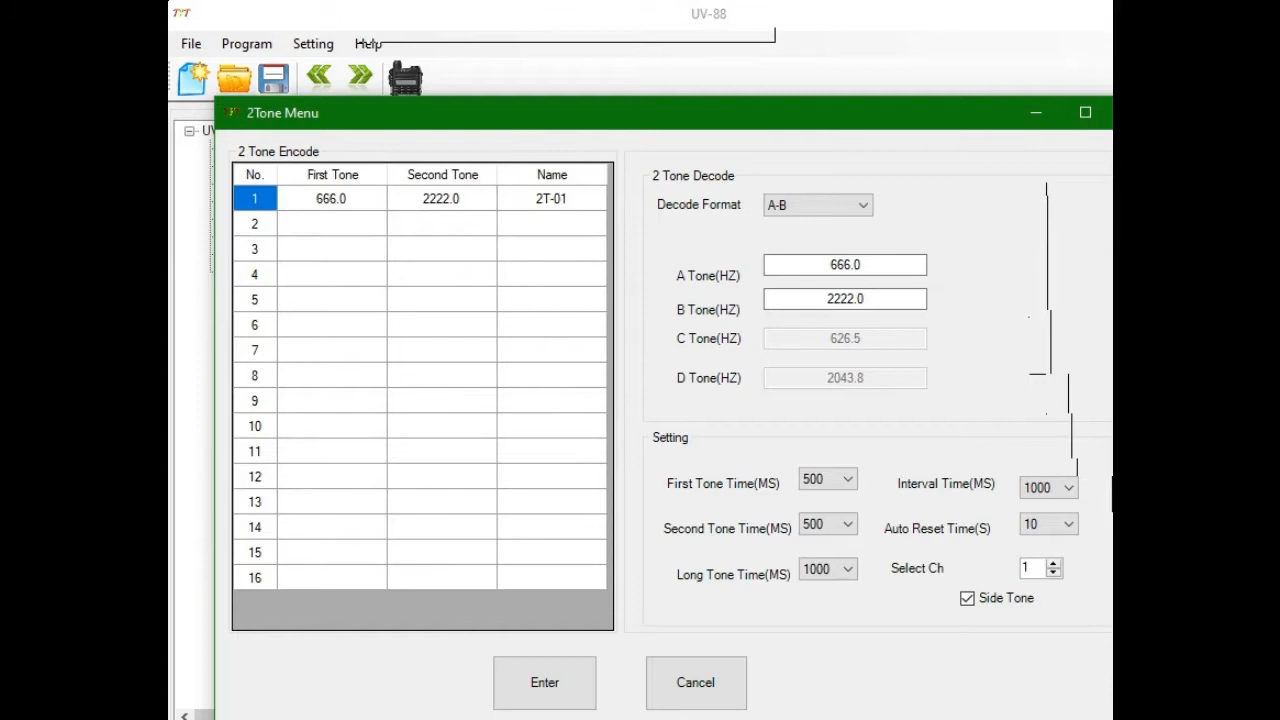 TYT
UV-88
File Program Setting Help
2Tone Menu
2 Tone Encode
No. First Tone Second Tone Name
1 666.0 2222.0 2T-01
2
3
4
5
6
7
8
9
10
11
12
13
14
15
16
2 Tone Decode
Decode Format A-B
A Tone(HZ) 666.0
B Tone(HZ) 2222.0
C Tone(HZ) 626.5
D Tone(HZ) 2043.8
Setting
First Tone Time(MS) 500 Interval Time(MS) 1000
Second Tone Time(MS) 500 Auto Reset Time(S) 10
Long Tone Time(MS) 1000 Select Ch 1
Side Tone
Enter Cancel